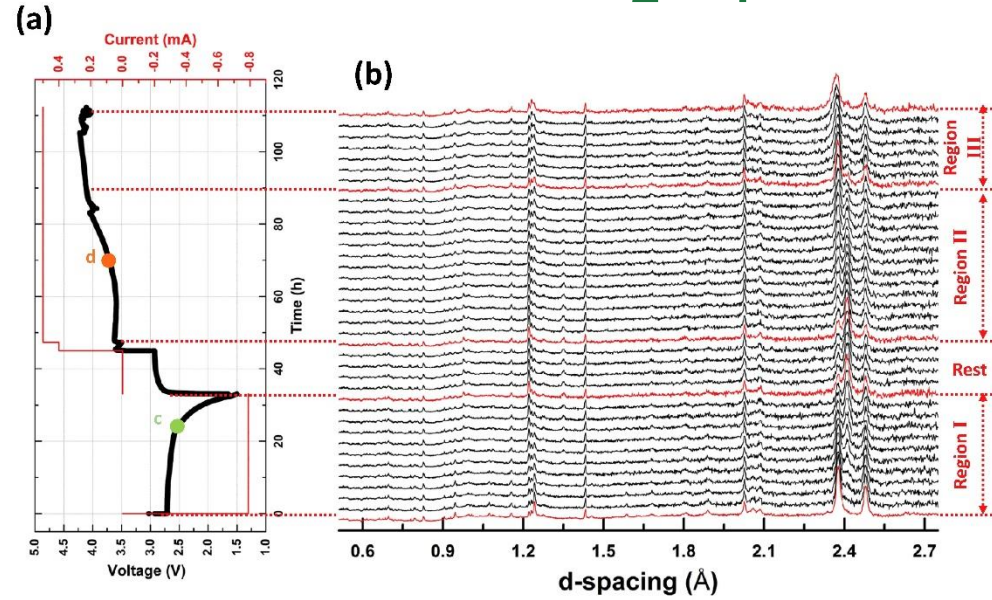 (a)
Current (mA)
0.4 0.2 0.0 -0.2 -0.4 -0.6 -0.8
120
100
80
60
40
20
0
Time (h)
d
c
5.0 4.5 4.0 3.5 3.0 2.5 2.0 1.5 1.0
Voltage (V)
(b)
Region III
Region II
Rest
Region I
0.6 0.9 1.2 1.5 1.8 2.1 2.4 2.7
d-spacing (Å)